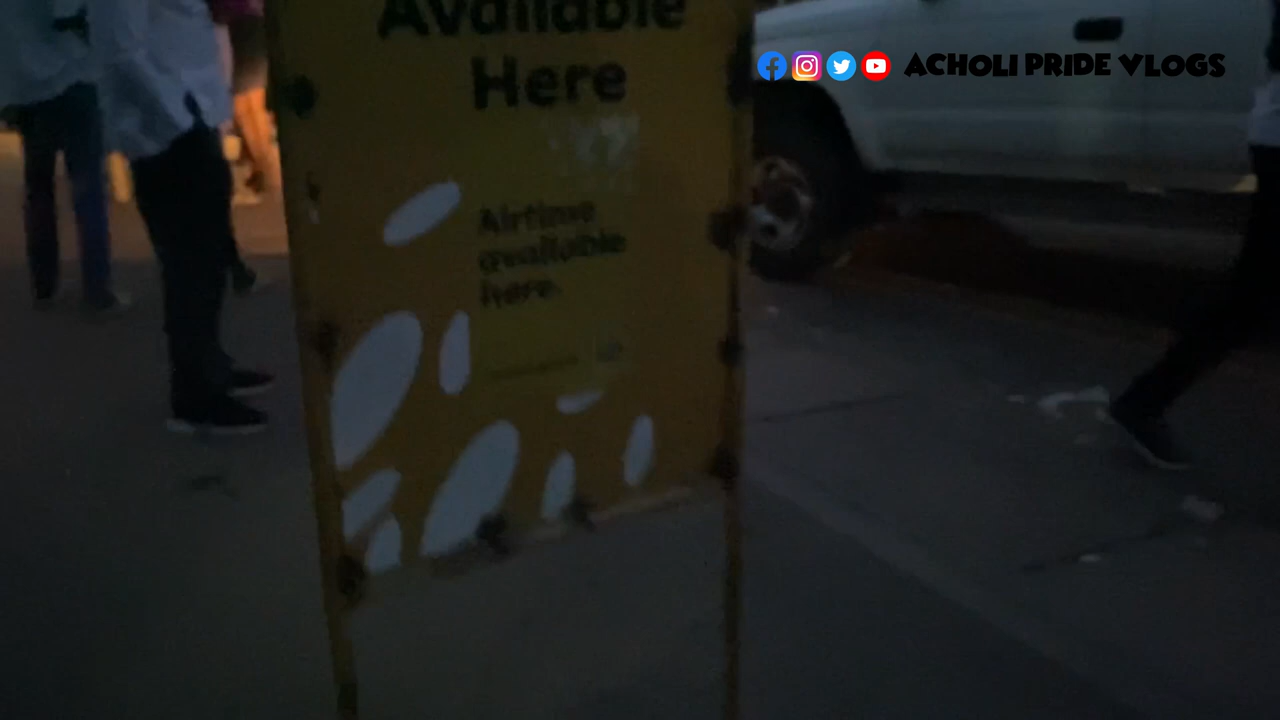 Available
Here
ACHOLI PRIDE VLOGS
Airtime
available
here.